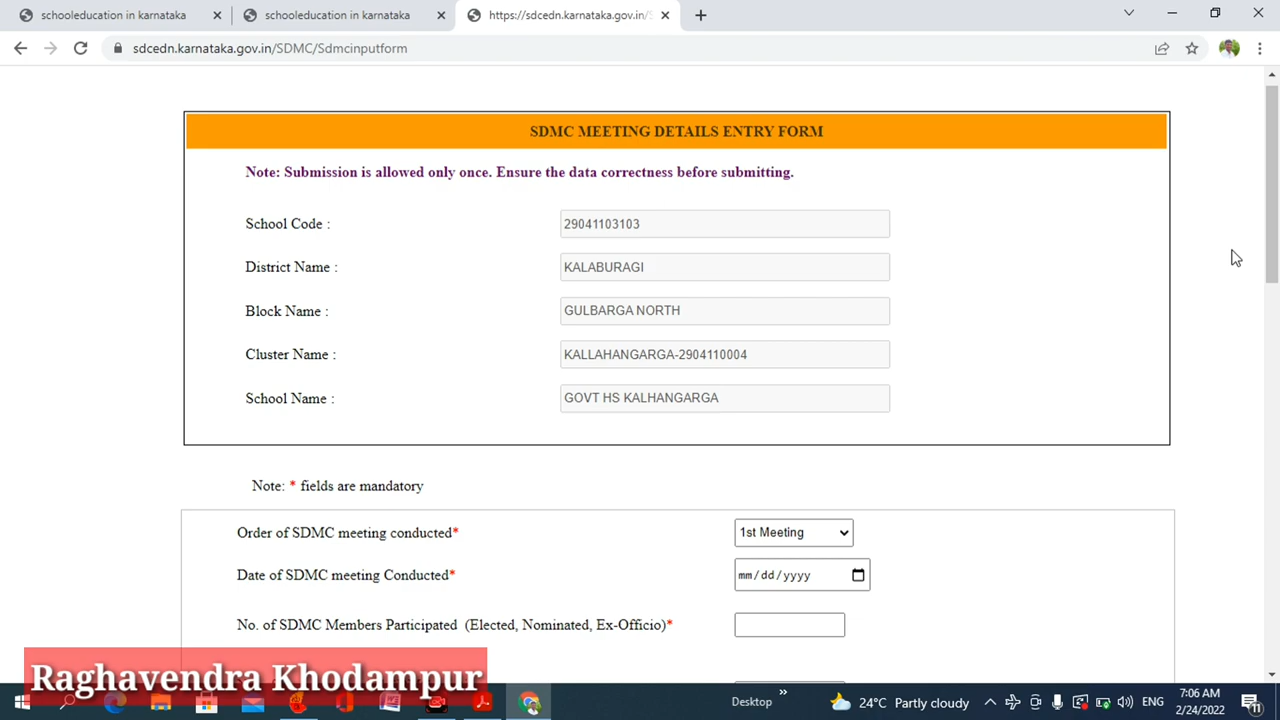 schooleducation in karnataka
schooleducation in karnataka
https://sdcedn.karnataka.gov.in/S
sdcedn.karnataka.gov.in/SDMC/Sdmcinputform
SDMC MEETING DETAILS ENTRY FORM
Note: Submission is allowed only once. Ensure the data correctness before submitting.
School Code : 29041103103
District Name : KALABURAGI
Block Name : GULBARGA NORTH
Cluster Name : KALLAHANGARGA-2904110004
School Name : GOVT HS KALHANGARGA
Note: * fields are mandatory
Order of SDMC meeting conducted* 1st Meeting
Date of SDMC meeting Conducted* mm/dd/yyyy
No. of SDMC Members Participated (Elected, Nominated, Ex-Officio)*
Raghavendra Khodampur
Desktop » 24°C Partly cloudy ENG 7:06 AM
2/24/2022
11